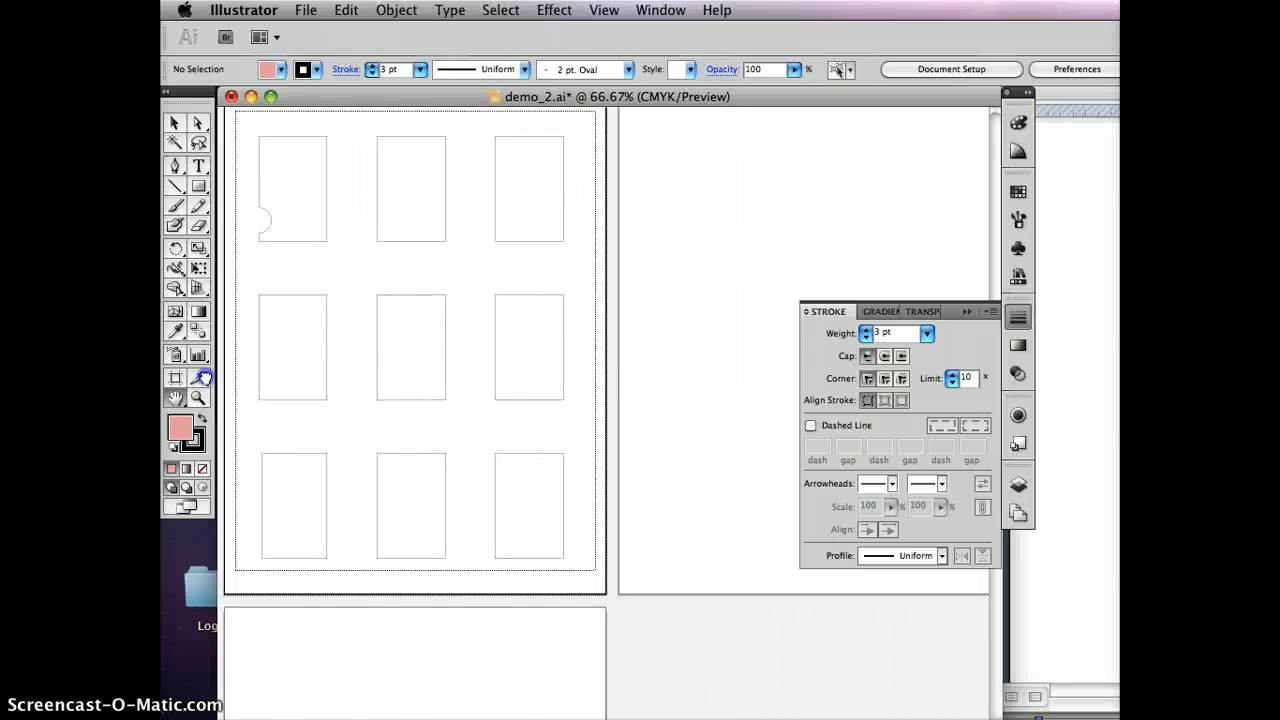 Illustrator File Edit Object Type Select Effect View Window Help
Ai Br
No Selection Stroke: 3 pt Uniform 2 pt. Oval Style: Opacity: 100 % Document Setup Preferences
demo_2.ai* @ 66.67% (CMYK/Preview)
STROKE GRADIEN TRANSP
Weight: 3 pt
Cap:
Corner: Limit: 10 x
Align Stroke:
Dashed Line
dash gap dash gap dash gap
Arrowheads:
Scale: 100 % 100 %
Align:
Profile: Uniform
Log
Screencast-O-Matic.com